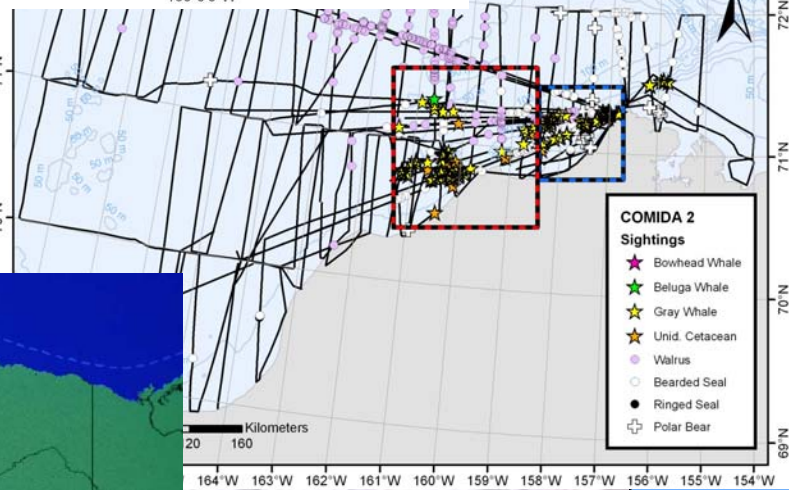 72°N
50 m
50 m
50 m
50 m
71°N
COMIDA 2
Sightings
Bowhead Whale
Beluga Whale
Gray Whale
Unid. Cetacean
Walrus
Bearded Seal
Ringed Seal
Polar Bear
70°N
Kilometers
120 160
69°N
164°W 163°W 162°W 161°W 160°W 159°W 158°W 157°W 156°W 155°W 154°W